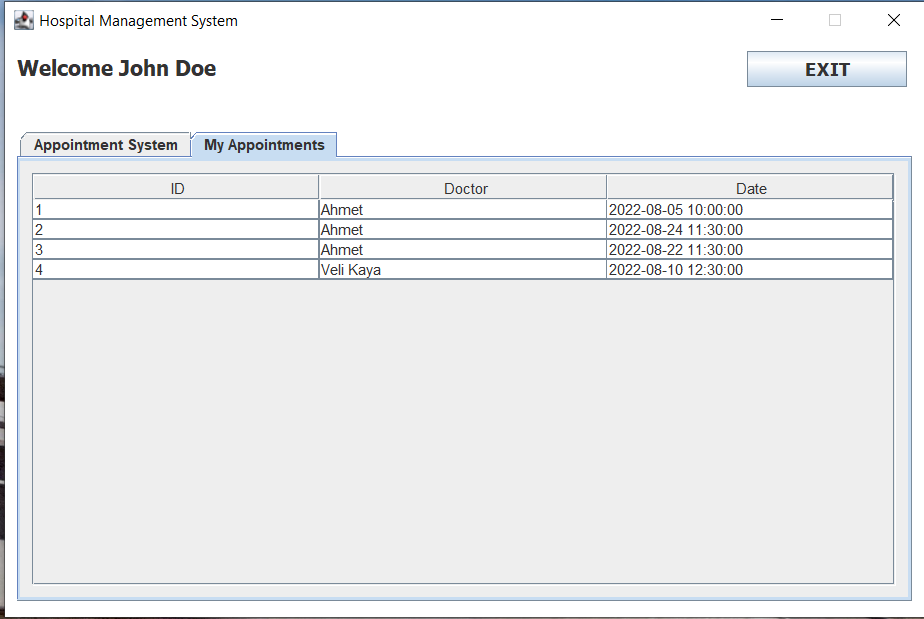 Hospital Management System
Welcome John Doe
EXIT
Appointment System My Appointments
ID Doctor Date
1 Ahmet 2022-08-05 10:00:00
2 Ahmet 2022-08-24 11:30:00
3 Ahmet 2022-08-22 11:30:00
4 Veli Kaya 2022-08-10 12:30:00